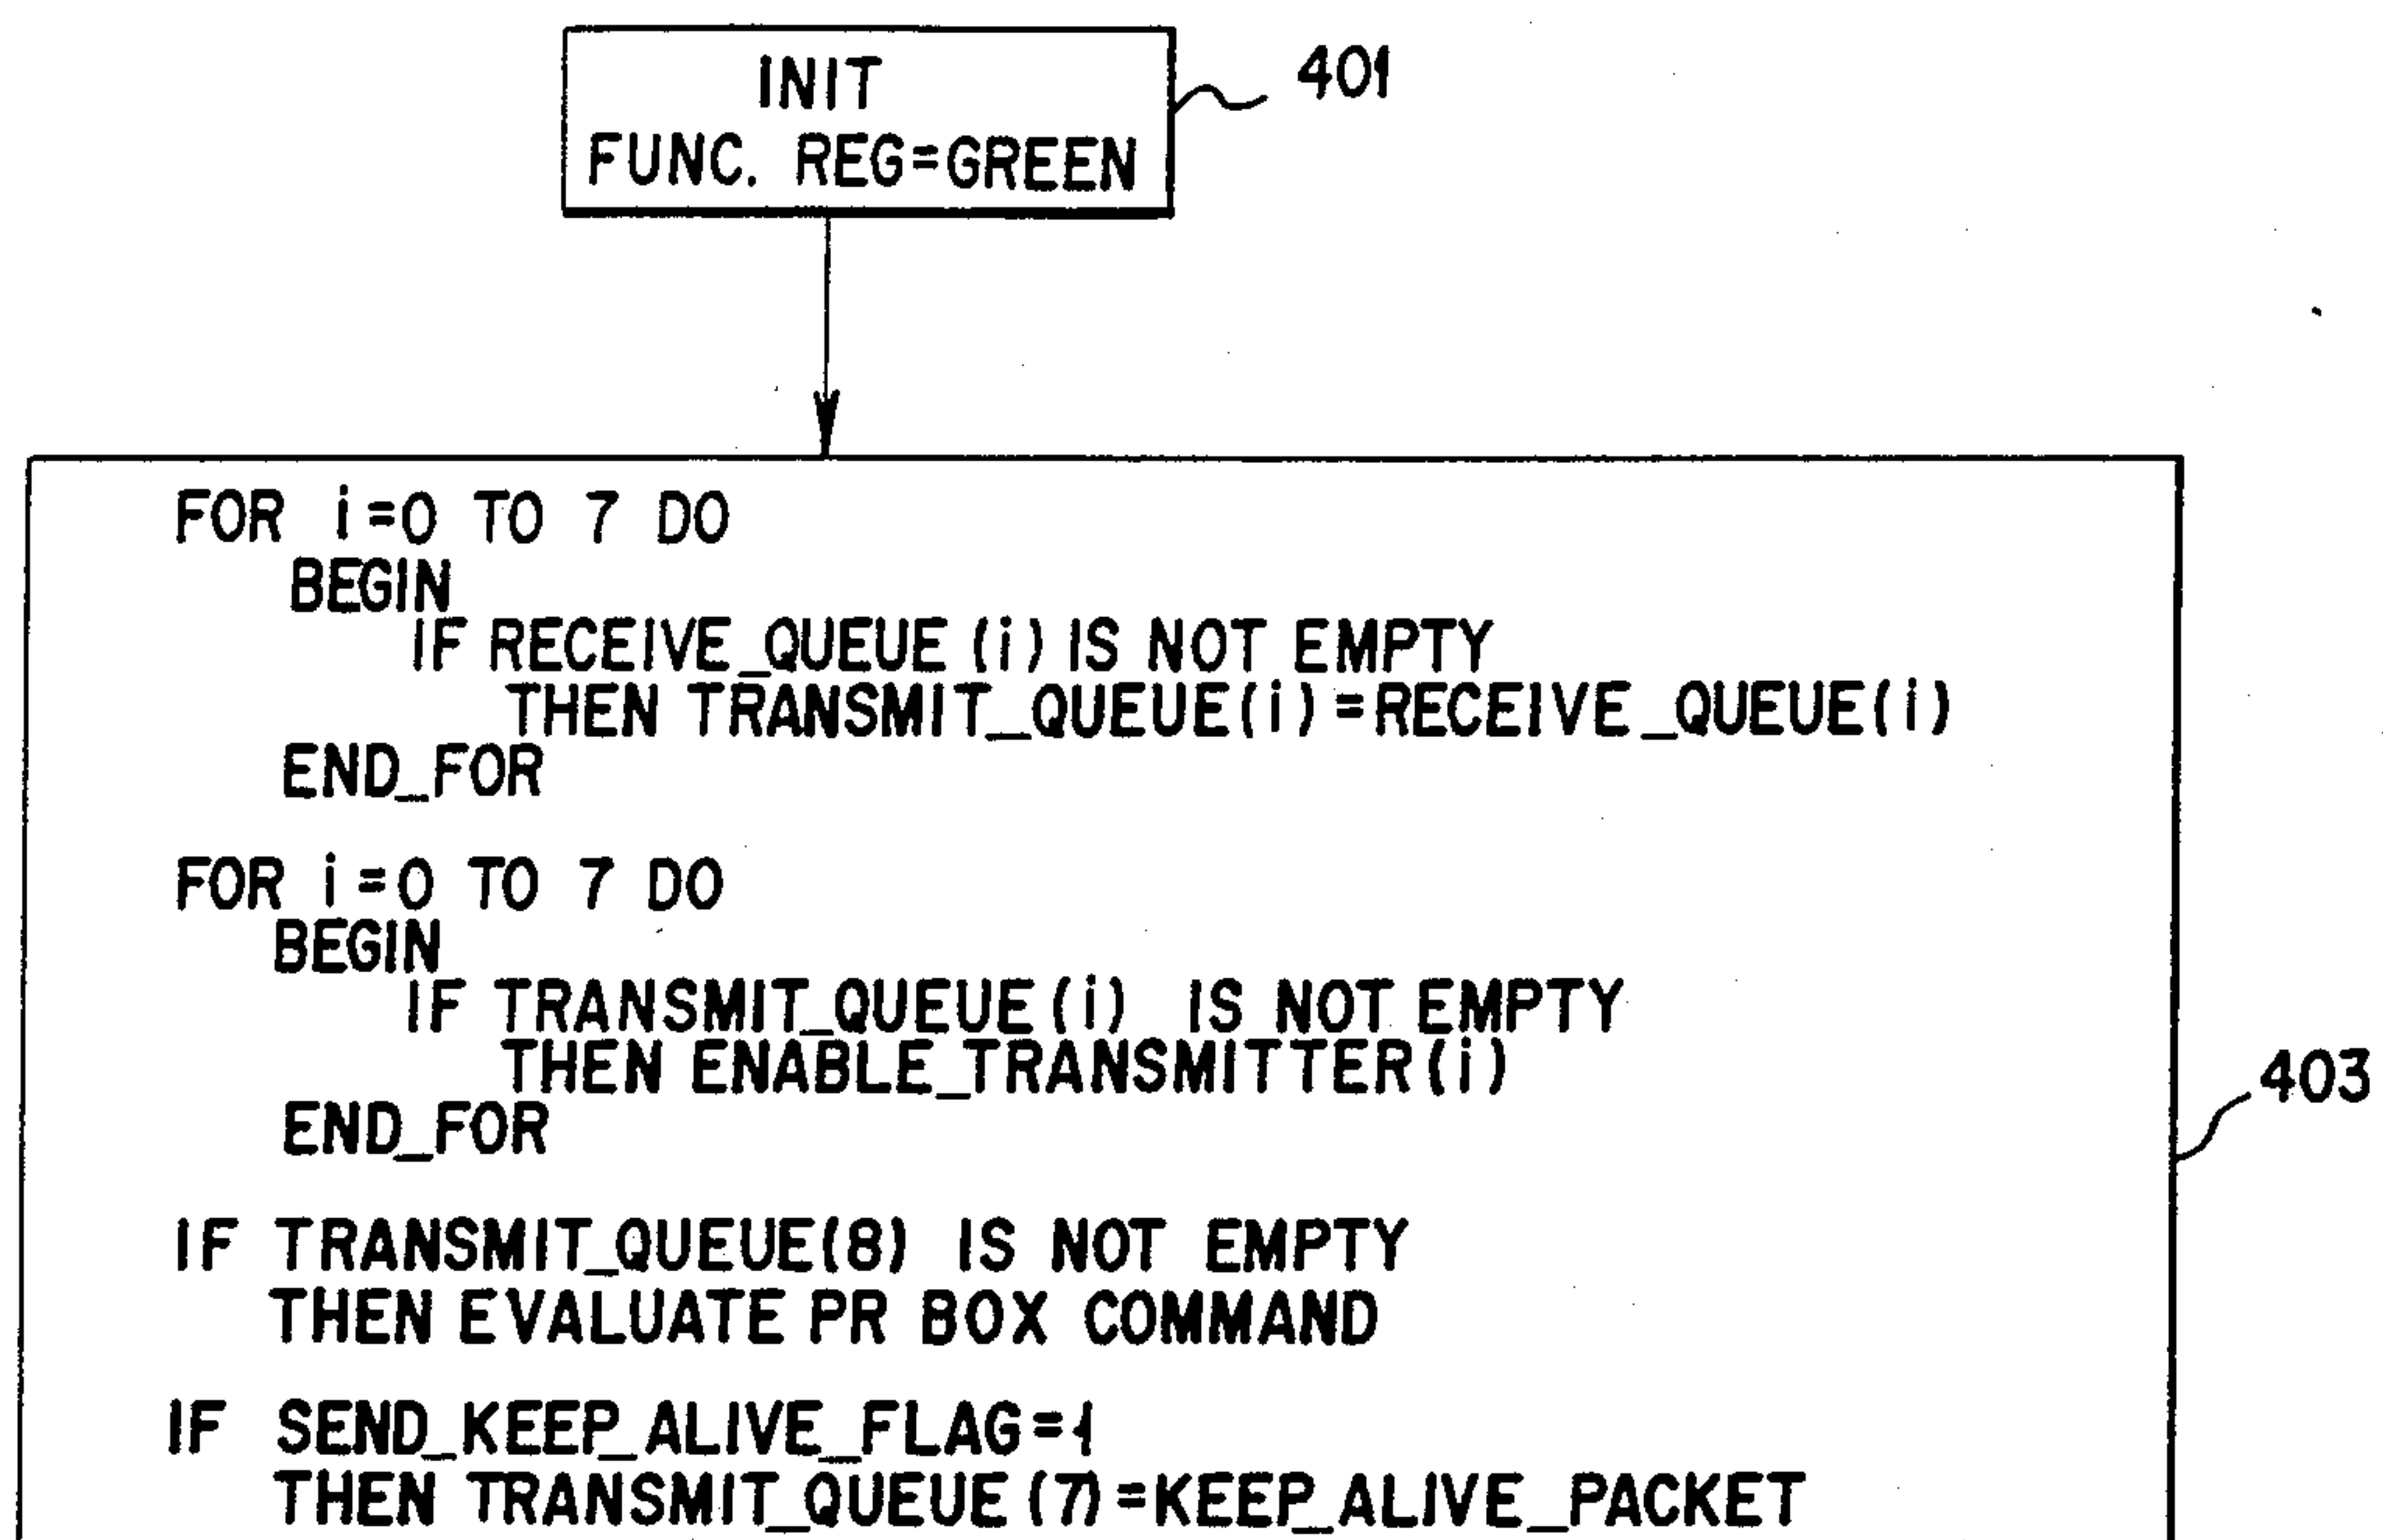 INIT
FUNC. REG=GREEN
401
FOR i=0 TO 7 DO
BEGIN
IF RECEIVE_QUEUE (i) IS NOT EMPTY
THEN TRANSMIT_QUEUE(i)=RECEIVE_QUEUE(i)
END_FOR
FOR i=0 TO 7 DO
BEGIN
IF TRANSMIT_QUEUE(i) IS NOT EMPTY
THEN ENABLE_TRANSMITTER(i)
END_FOR
403
IF TRANSMIT_QUEUE(8) IS NOT EMPTY
THEN EVALUATE PR BOX COMMAND
IF SEND_KEEP_ALIVE_FLAG=1
THEN TRANSMIT_QUEUE (7)=KEEP_ALIVE_PACKET